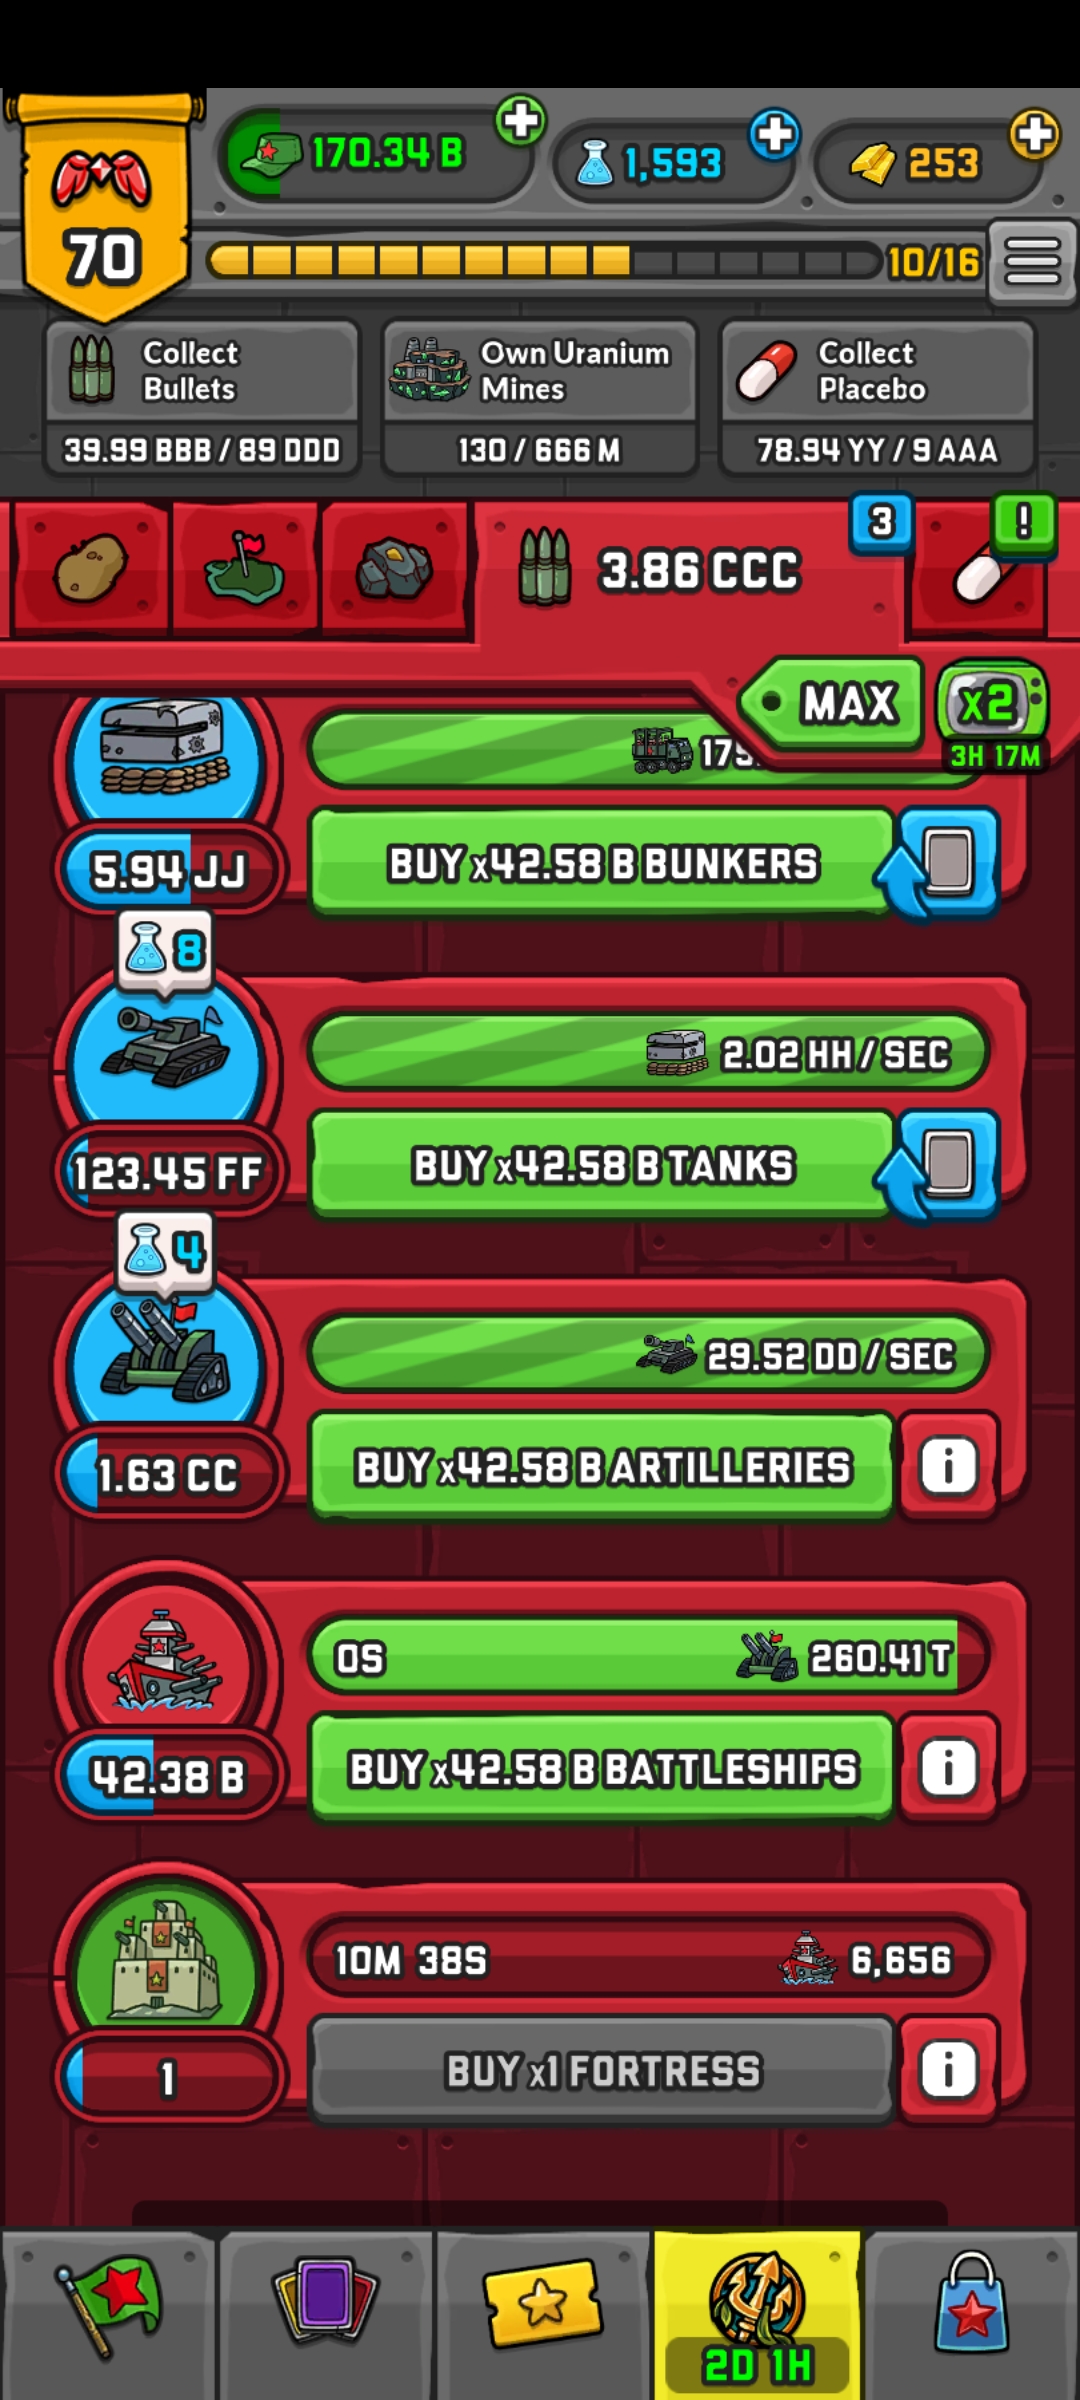 170.34 B
1,593
253
70
10/16
Collect
Bullets
39.99 BBB / 89 DDD
Own Uranium
Mines
130 / 666 M
Collect
Placebo
78.94 YY / 9 AAA
3.86 CCC
3
!
MAX
x2
3H 17M
175.
5.94 JJ
BUY x42.58 B BUNKERS
8
2.02 HH / SEC
123.45 FF
BUY x42.58 B TANKS
4
29.52 DD / SEC
1.63 CC
BUY x42.58 B ARTILLERIES
i
0S
260.41 T
42.38 B
BUY x42.58 B BATTLESHIPS
i
10M 38S
6,656
1
BUY x1 FORTRESS
i
2D 1H